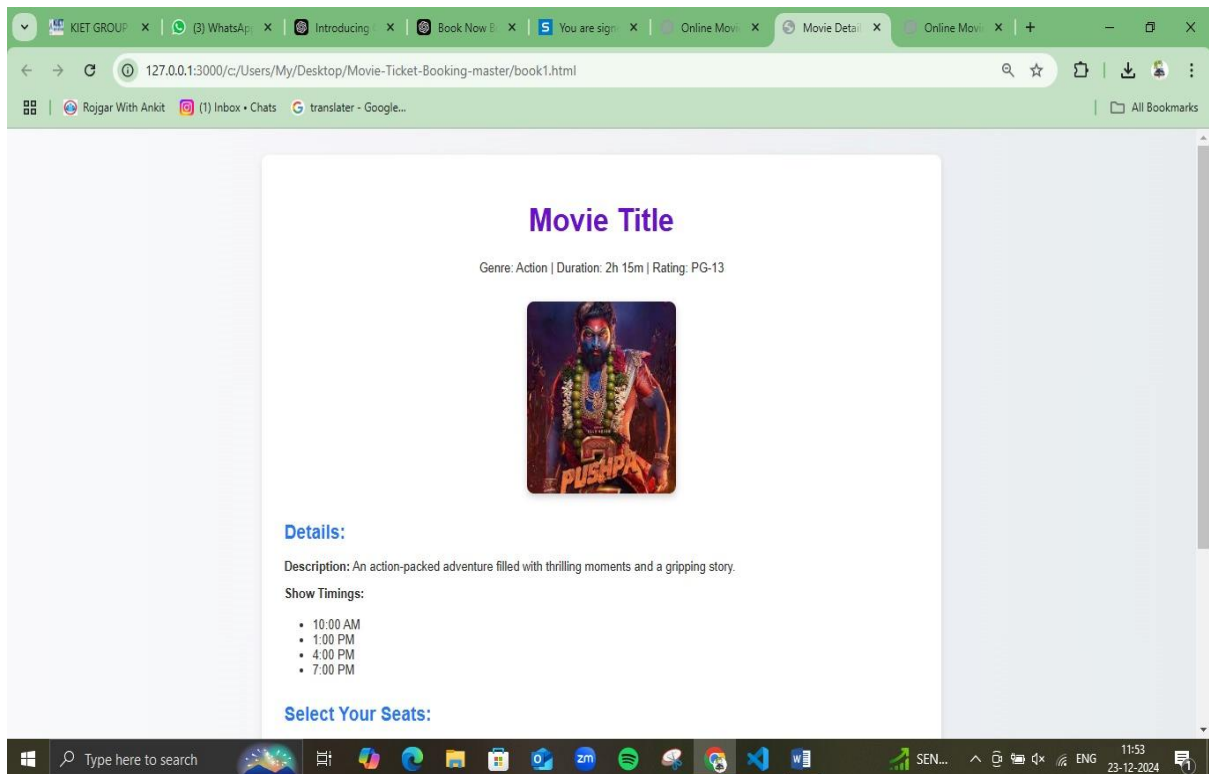 KIET GROUP
(3) WhatsAp
Introducing
Book Now B
You are sign
Online Movi
Movie Detail
Online Movi
127.0.0.1:3000/c:/Users/My/Desktop/Movie-Ticket-Booking-master/book1.html
Rojgar With Ankit
(1) Inbox • Chats
translater - Google...
All Bookmarks
Movie Title
Genre: Action | Duration: 2h 15m | Rating: PG-13
PUSHPA
2
Details:
Description: An action-packed adventure filled with thrilling moments and a gripping story.
Show Timings:
• 10:00 AM
• 1:00 PM
• 4:00 PM
• 7:00 PM
Select Your Seats:
Type here to search
zm
SEN...
ENG
11:53
23-12-2024
1